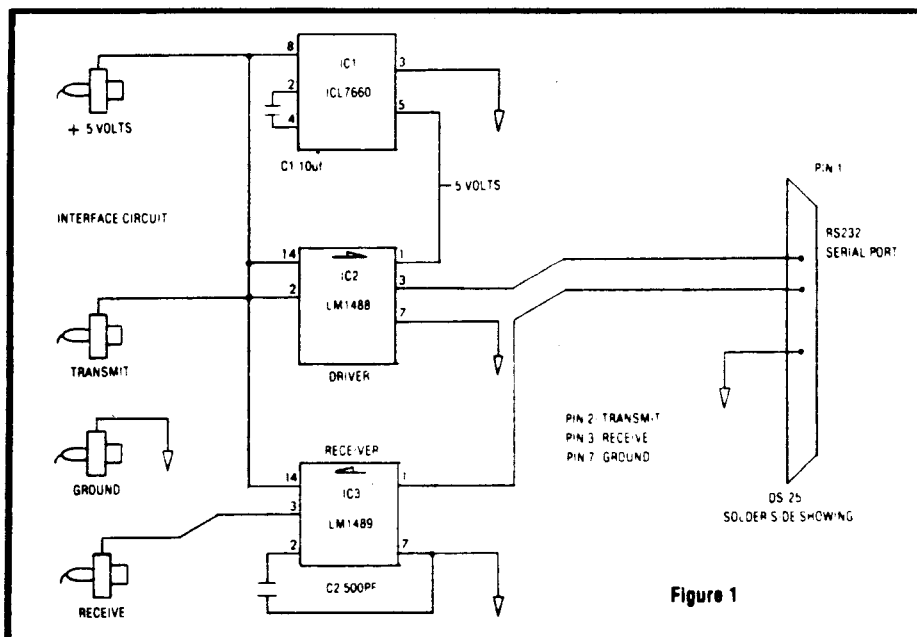 8
IC1
ICL7660
3
2
4
5
C1 10uf
+ 5 VOLTS
5 VOLTS
PIN 1
INTERFACE CIRCUIT
RS232
SERIAL PORT
14
1
IC2
2
LM1488
3
7
TRANSMIT
DRIVER
PIN 2 TRANSMIT
PIN 3 RECEIVE
PIN 7 GROUND
GROUND
RECEIVER
14
1
IC3
3
LM1489
2
7
DS 25
SOLDER SIDE SHOWING
C2 500PF
RECEIVE
Figure 1